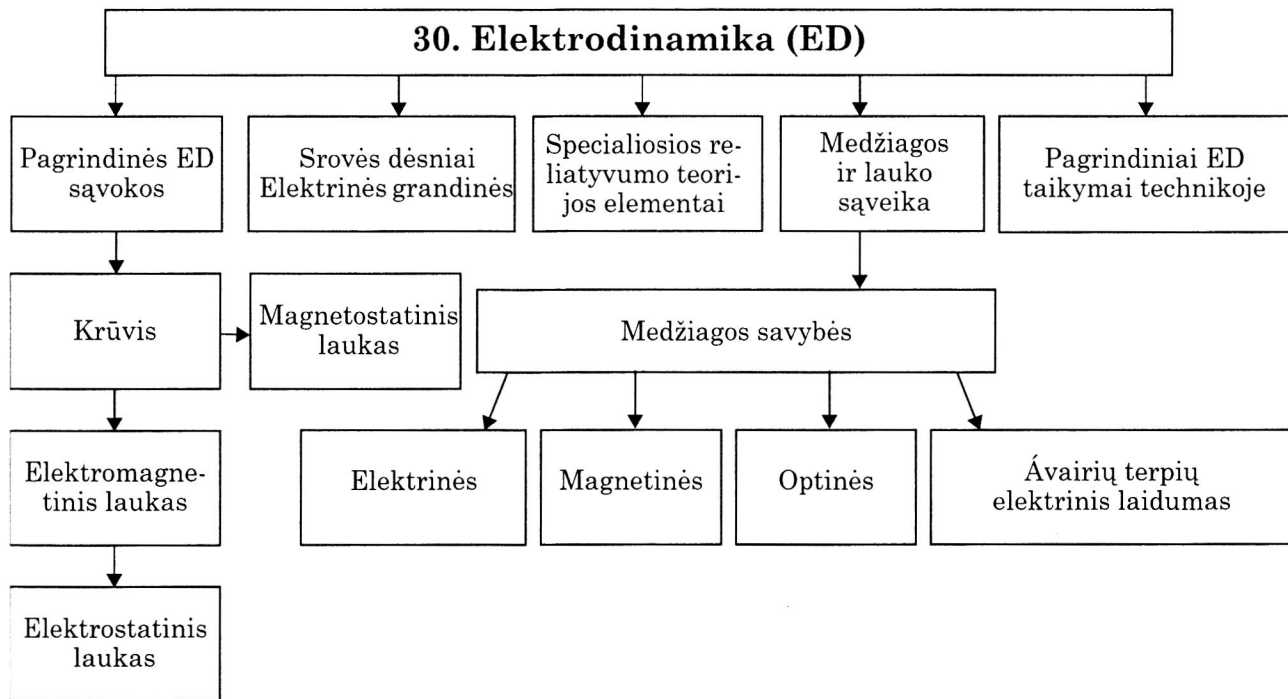 30. Elektrodinamika (ED)
Pagrindinės ED
sąvokos
Srovės dėsniai
Elektrinės grandinės
Specialiosios re-
liatyvumo teori-
jos elementai
Medžiagos
ir lauko
sąveika
Pagrindiniai ED
taikymai technikoje
Krūvis
Magnetostatinis
laukas
Medžiagos savybės
Elektromagne-
tinis laukas
Elektrinės
Magnetinės
Optinės
Ávairių terpių
elektrinis laidumas
Elektrostatinis
laukas